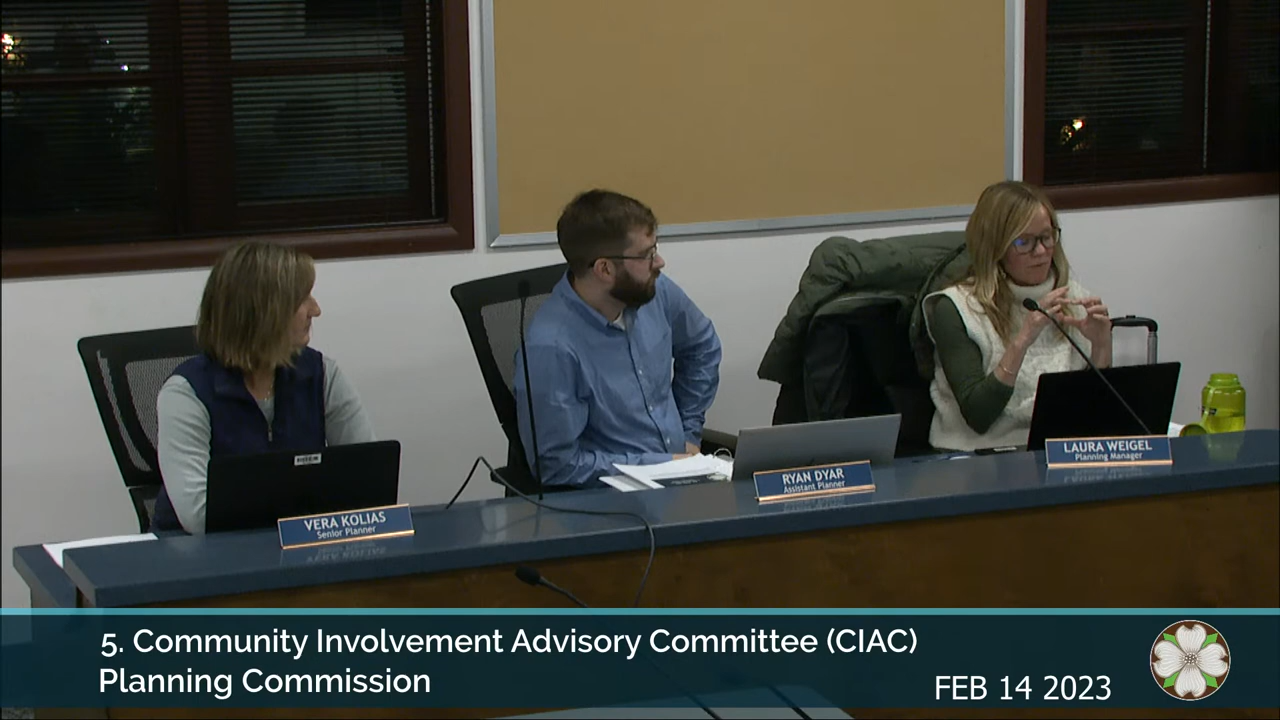 VERA KOLIAS
Senior Planner
RYAN DYAR
Assistant Planner
LAURA WEIGEL
Planning Manager
5. Community Involvement Advisory Committee (CIAC)
Planning Commission
FEB 14 2023